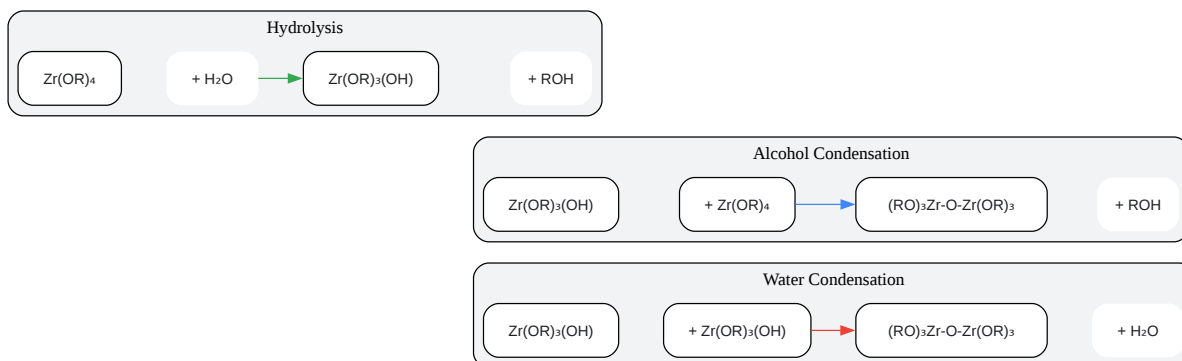 Hydrolysis
Zr(OR)₄ + H₂O Zr(OR)₃(OH) + ROH
Alcohol Condensation
Zr(OR)₃(OH) + Zr(OR)₄ (RO)₃Zr-O-Zr(OR)₃ + ROH
Water Condensation
Zr(OR)₃(OH) + Zr(OR)₃(OH) (RO)₃Zr-O-Zr(OR)₃ + H₂O